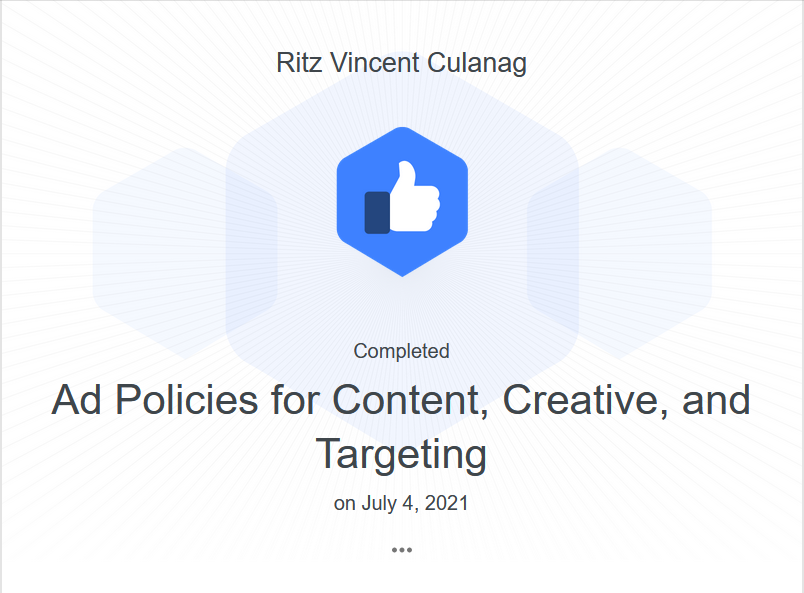 Ritz Vincent Culanag
Completed
Ad Policies for Content, Creative, and
Targeting
on July 4, 2021